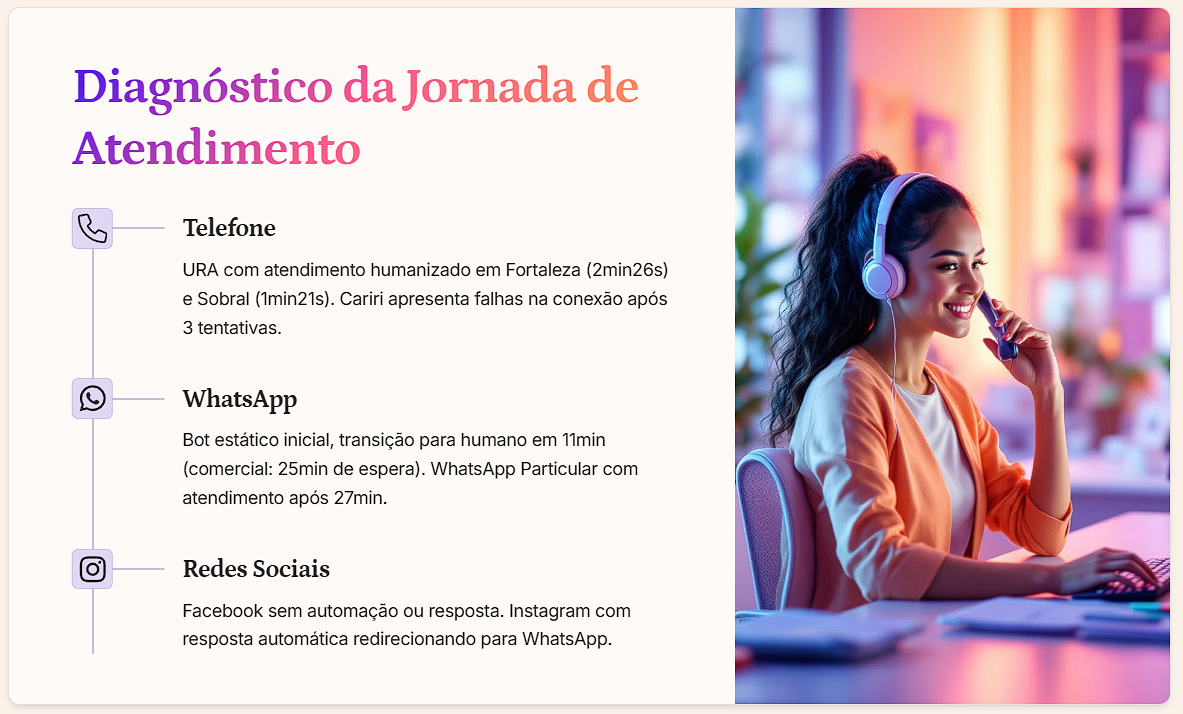 Diagnóstico da Jornada de
Atendimento
Telefone
URA com atendimento humanizado em Fortaleza (2min26s)
e Sobral (1min21s). Cariri apresenta falhas na conexão após
3 tentativas.
WhatsApp
Bot estático inicial, transição para humano em 11min
(comercial: 25min de espera). WhatsApp Particular com
atendimento após 27min.
Redes Sociais
Facebook sem automação ou resposta. Instagram com
resposta automática redirecionando para WhatsApp.